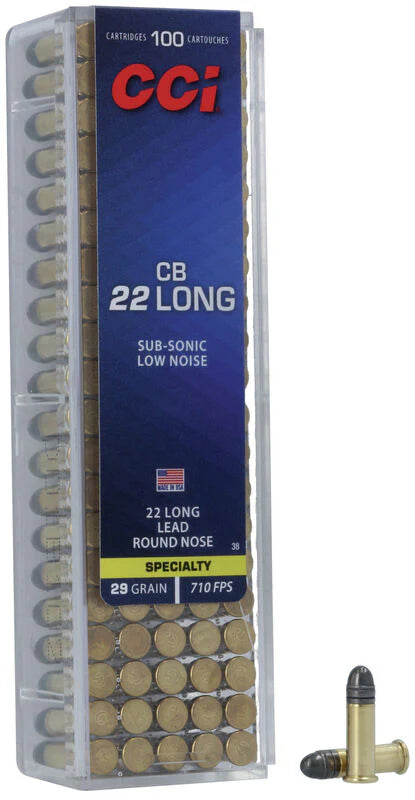 CARTRIDGES 100 CARTOUCHES
CCI
CB
22 LONG
SUB-SONIC
LOW NOISE
MADE IN USA
22 LONG
LEAD
ROUND NOSE
38
SPECIALTY
29 GRAIN 710 FPS